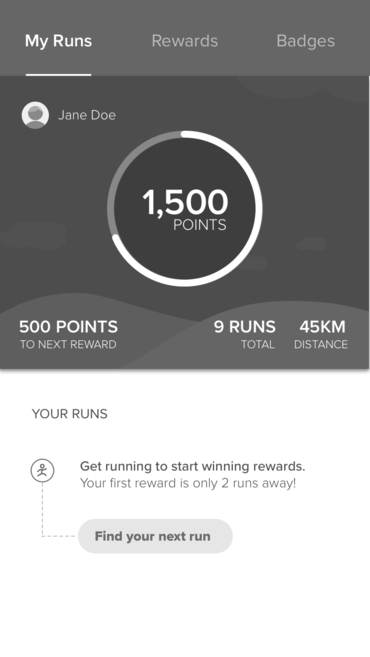 My Runs Rewards Badges
Jane Doe
1,500
POINTS
500 POINTS 9 RUNS 45KM
TO NEXT REWARD TOTAL DISTANCE
YOUR RUNS
Get running to start winning rewards.
Your first reward is only 2 runs away!
Find your next run